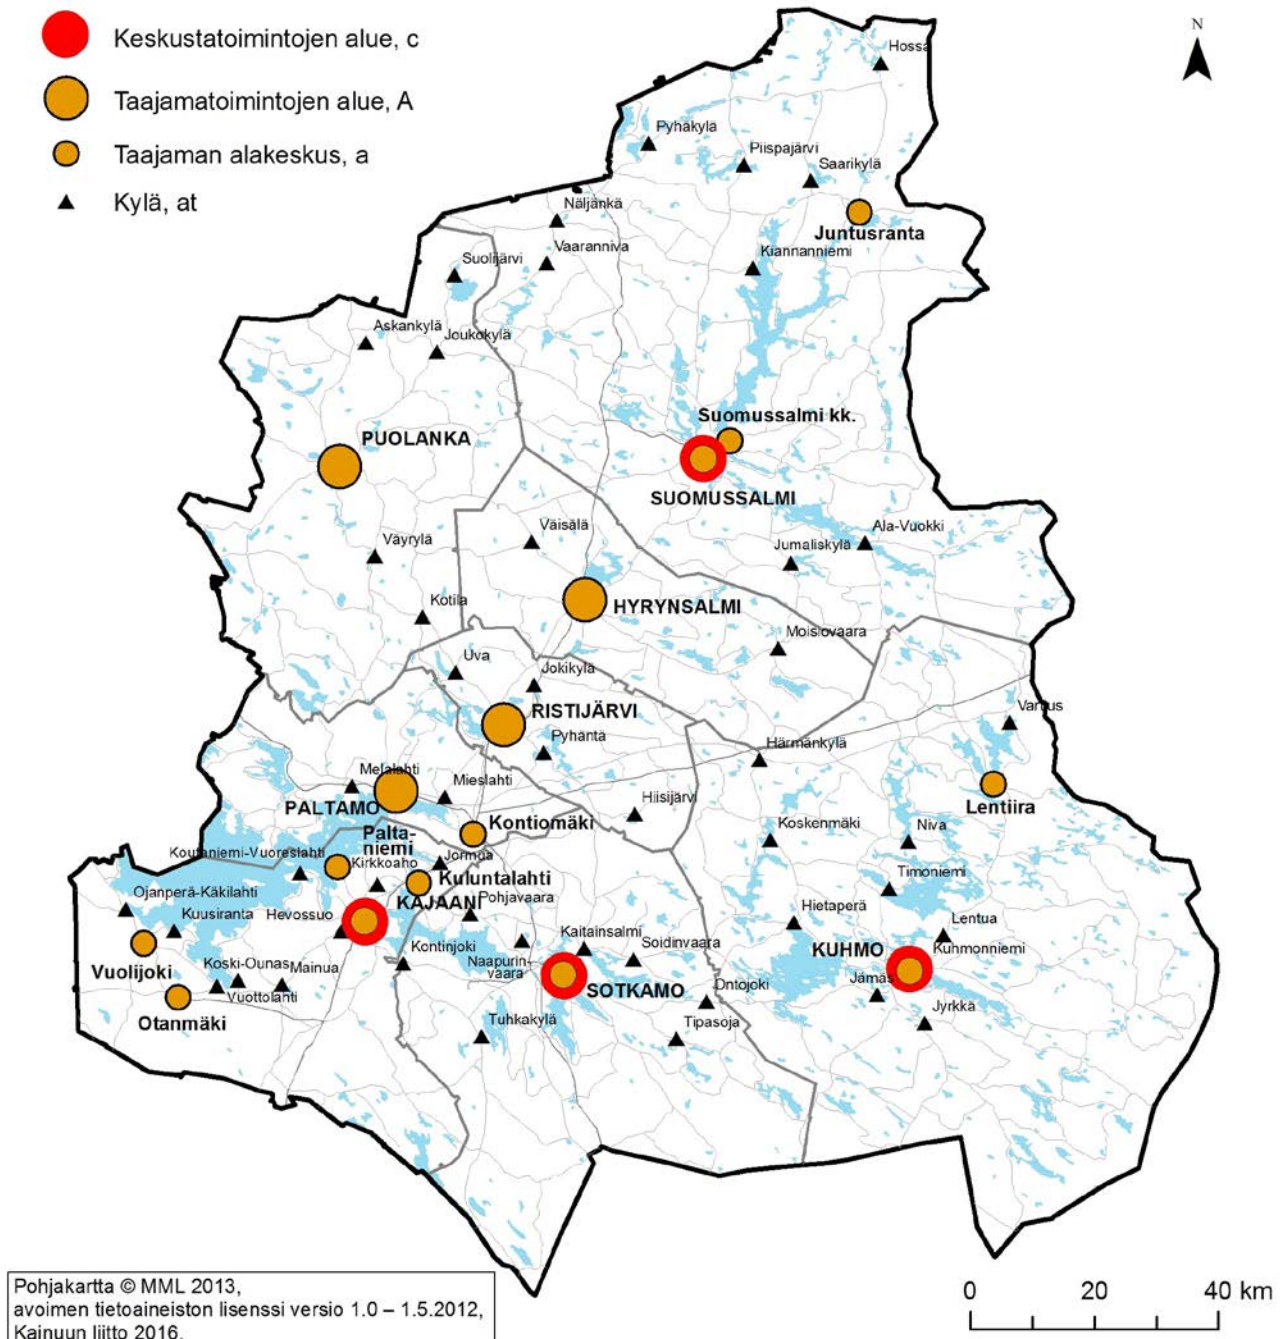 Keskustatoimintojen alue, c
Taajamatoimintojen alue, A
Taajaman alakeskus, a
Kylä, at
N
Hossa
Pyhäkylä
Piispajärvi
Saarikylä
Näljänkä
Juntusranta
Vaaranniva
Kiannanniemi
Suolijärvi
Askankylä
Joukokylä
Suomussalmi kk.
PUOLANKA
SUOMUSSALMI
Väisälä
Ala-Vuokki
Väyrylä
Jumaliskylä
Kotila
HYRYNSALMI
Moisiovaara
Uva
Jokikylä
RISTIJÄRVI
Vartius
Pyhäntä
Härmänkylä
Melalahti
Mieslahti
PALTAMO
Hiisijärvi
Lentiira
Kontiomäki
Koskenmäki
Niva
Palta-
niemi
Koutaniemi-Vuoreslahti
Kirkkoaho
Jormua
Kuluntalahti
Timoniemi
Ojanperä-Käkilahti
KAJAANI
Pohjavaara
Hietaperä
Kuusiranta
Hevossuo
Lentua
Kaitainsalmi
Soidinvaara
KUHMO
Kuhmonniemi
Kontinjoki
Naapurin-
vaara
Vuolijoki
Koski-Ounas
Mainua
SOTKAMO
Jämäs
Vuottolahti
Ontojoki
Jyrkkä
Otanmäki
Tuhkakylä
Tipasoja
Pohjakartta © MML 2013,
avoimen tietoaineiston lisenssi versio 1.0 – 1.5.2012,
Kainuun liitto 2016.
0 20 40 km